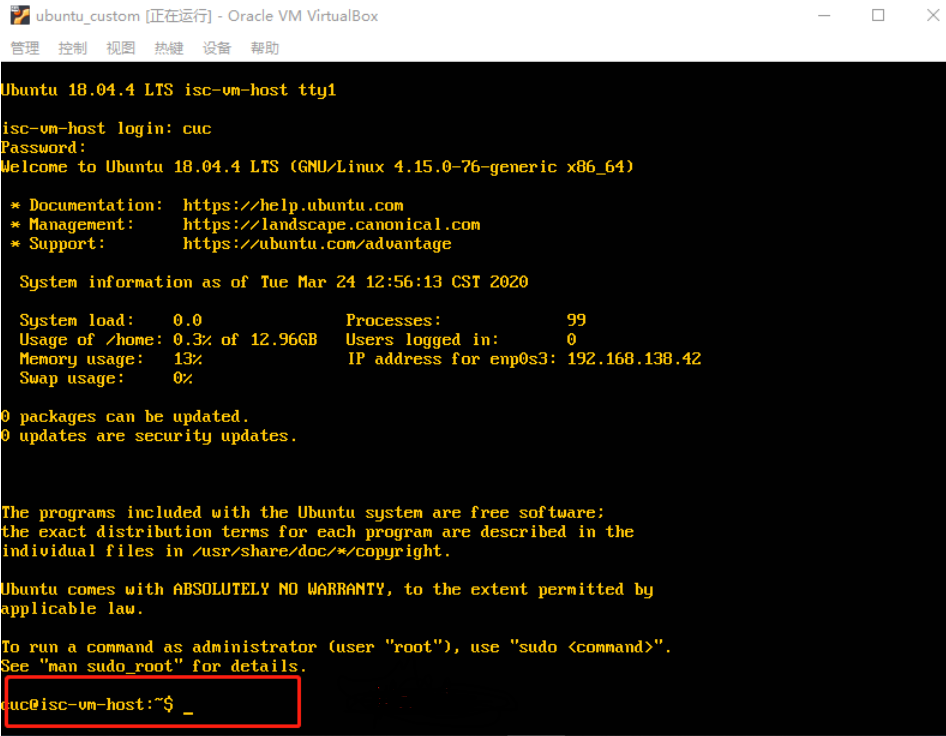 ubuntu_custom [正在运行] - Oracle VM VirtualBox
管理 控制 视图 热键 设备 帮助
Ubuntu 18.04.4 LTS isc-vm-host tty1
isc-vm-host login: cuc
Password:
Welcome to Ubuntu 18.04.4 LTS (GNU/Linux 4.15.0-76-generic x86_64)
* Documentation: https://help.ubuntu.com
* Management: https://landscape.canonical.com
* Support: https://ubuntu.com/advantage
System information as of Tue Mar 24 12:56:13 CST 2020
System load: 0.0 Processes: 99
Usage of /home: 0.3% of 12.96GB Users logged in: 0
Memory usage: 13% IP address for enp0s3: 192.168.138.42
Swap usage: 0%
0 packages can be updated.
0 updates are security updates.
The programs included with the Ubuntu system are free software;
the exact distribution terms for each program are described in the
individual files in /usr/share/doc/*/copyright.
Ubuntu comes with ABSOLUTELY NO WARRANTY, to the extent permitted by
applicable law.
To run a command as administrator (user "root"), use "sudo <command>".
See "man sudo_root" for details.
cuc@isc-vm-host:~$ _